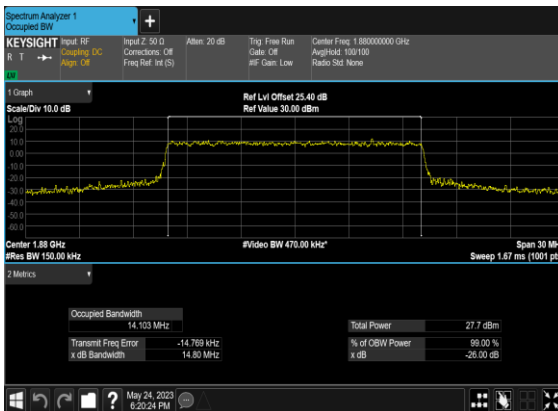 Spectrum Analyzer 1
Occupied BW
+
KEYSIGHT Input: RF Input Z: 50 Ω Atten: 20 dB Trig: Free Run Center Freq: 1.880000000 GHz
R T Coupling: DC Corrections: Off Gate: Off Avg|Hold: 100/100
Align: Off Freq Ref: Int (S) #IF Gain: Low Radio Std: None
LV
1 Graph
Ref Lvl Offset 25.40 dB
Scale/Div 10.0 dB Ref Value 30.00 dBm
Log
20.0
10.0
0.00
-10.0
-20.0
-30.0
-40.0
-50.0
-60.0
Center 1.88 GHz #Video BW 470.00 kHz* Span 30 MH
#Res BW 150.00 kHz Sweep 1.67 ms (1001 pt
2 Metrics
Occupied Bandwidth
14.103 MHz Total Power 27.7 dBm
Transmit Freq Error -14.769 kHz % of OBW Power 99.00 %
x dB Bandwidth 14.80 MHz x dB -26.00 dB
? May 24, 2023
6:20:24 PM